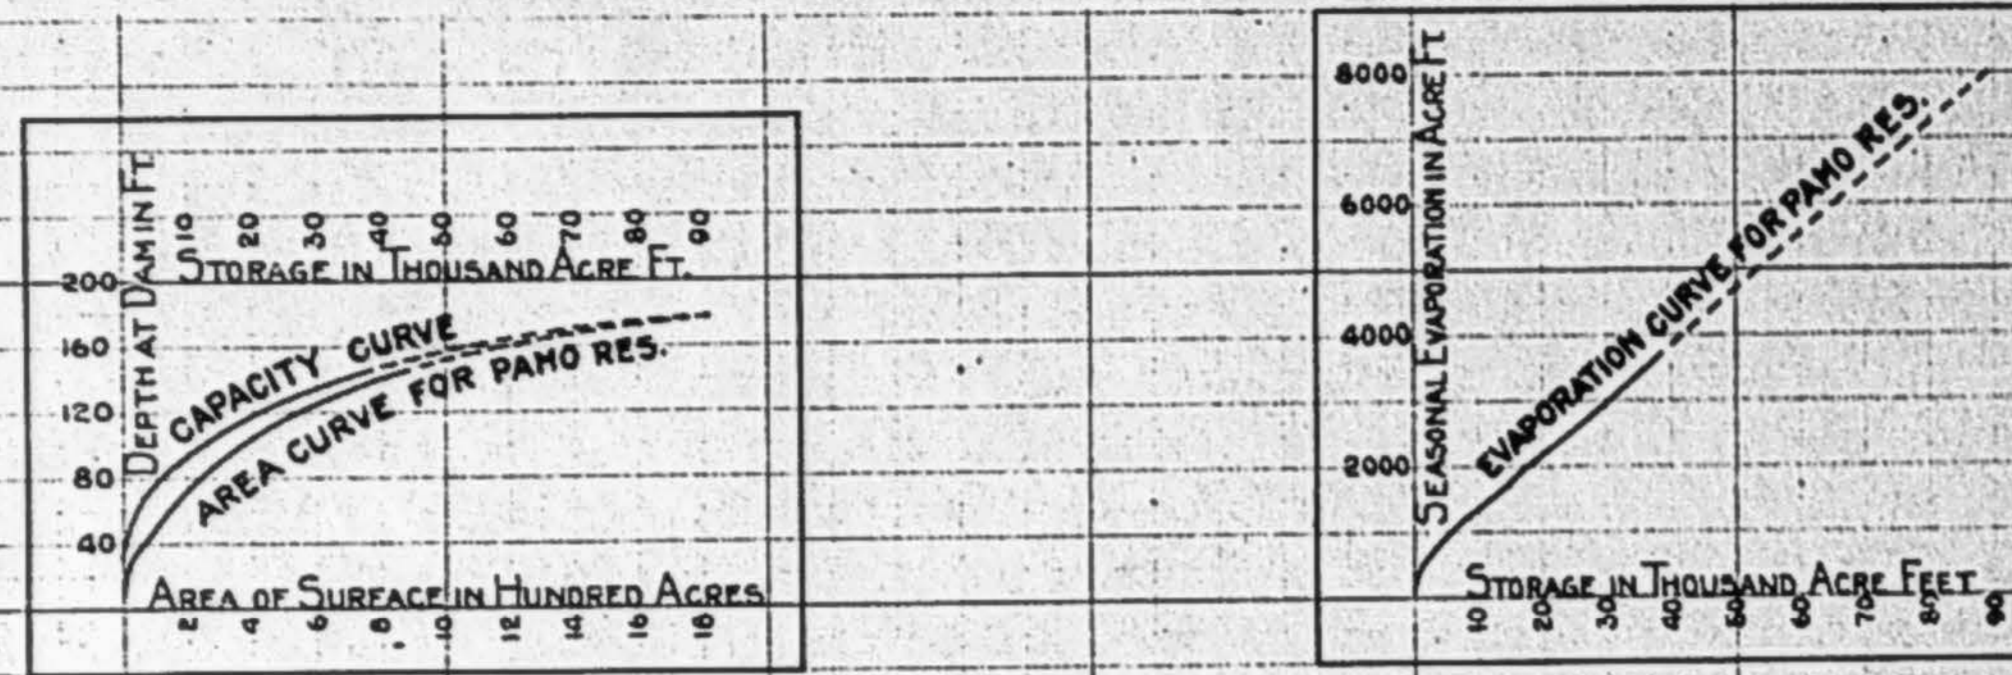 DEPTH AT DAM IN FT.
10 20 30 40 50 60 70 80 90
STORAGE IN THOUSAND ACRE FT.
200
160
120
80
40
CAPACITY CURVE
AREA CURVE FOR PAMO RES.
AREA OF SURFACE IN HUNDRED ACRES
2 4 6 8 10 12 14 16 18
SEASONAL EVAPORATION IN ACRE FT
8000
6000
4000
2000
EVAPORATION CURVE FOR PAMO RES.
STORAGE IN THOUSAND ACRE FEET
10 20 30 40 50 60 70 80 90